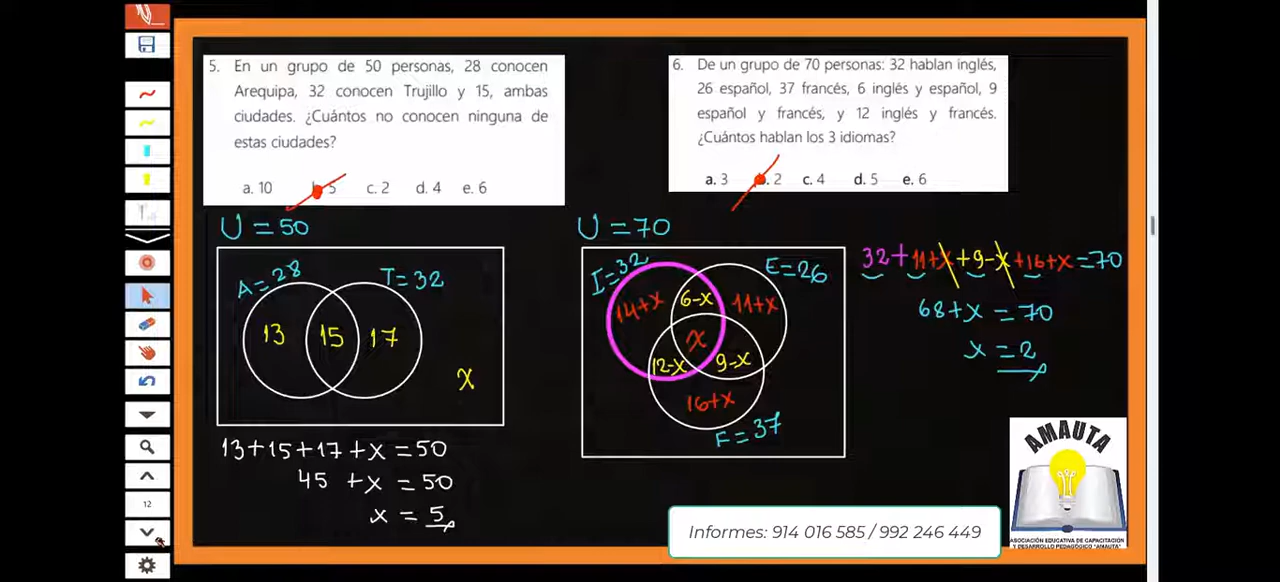 5. En un grupo de 50 personas, 28 conocen
Arequipa, 32 conocen Trujillo y 15, ambas
ciudades. ¿Cuántos no conocen ninguna de
estas ciudades?
a. 10 b. 5 c. 2 d. 4 e. 6
6. De un grupo de 70 personas: 32 hablan inglés,
26 español, 37 francés, 6 inglés y español, 9
español y francés, y 12 inglés y francés.
¿Cuántos hablan los 3 idiomas?
a. 3 b. 2 c. 4 d. 5 e. 6
U = 50
A = 28
T = 32
13 15 17
x
13+15+17+x = 50
45 +x = 50
x = 5
U = 70
I = 32
E = 26
14+x 6-x 11+x
x
12-x 9-x
16+x
F = 37
32+11+x+9-x+16+x=70
68+x = 70
x = 2
12
AMAUTA
ASOCIACIÓN EDUCATIVA DE CAPACITACIÓN
Y DESARROLLO PEDAGÓGICO "AMAUTA"
Informes: 914 016 585 / 992 246 449